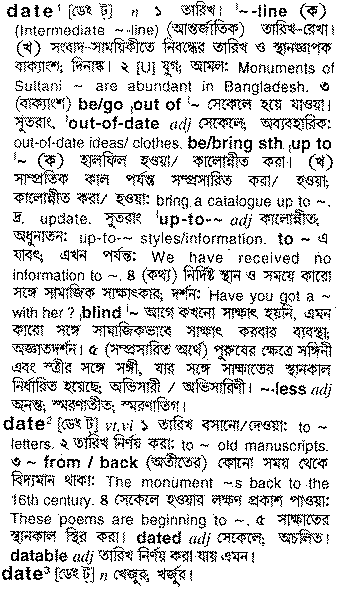 date¹ [ডেইট্] n ১ তারিখ। ˈ~-line (ক)
(Intermediate ~-line) (আন্তর্জাতিক) তারিখ-রেখা।
(খ) সংবাদ-সাময়িকীতে নিবন্ধের তারিখ ও স্থানজ্ঞাপক
বাক্যাংশ; দিনাঙ্ক। ২ [U] যুগ; আমল: Monuments of
Sultani ~ are abundant in Bangladesh. ৩
(বাক্যাংশ) be/go ˌout of ˈ~ সেকেলে হয়ে যাওয়া।
সুতরাং, ˈout-of-date adj সেকেলে; অব্যবহারিক:
out-of-date ideas/ clothes. be/bring sth ˌup to
ˈ~ (ক) হালফিল হওয়া/ কালোন্নীত করা। (খ)
সাম্প্রতিক কাল পর্যন্ত সম্প্রসারিত করা/ হওয়া;
কালোন্নীত করা/ হওয়া: bring a catalogue up to ~.
দ্র. update. সুতরাং ˈup-to-~ adj কালোন্নীত;
অধুনাতন: up-to-~ styles/information. to ~ এ
যাবৎ; এখন পর্যন্ত: We have received no
information to ~. ৪ (কথ্য) নির্দিষ্ট স্থান ও সময়ে কারো
সঙ্গে সামাজিক সাক্ষাৎকার; দর্শন: Have you got a ~
with her ? ˌblind ˈ~ আগে কখনো সাক্ষাৎ হয়নি, এমন
কারো সঙ্গে সামাজিকভাবে সাক্ষাৎ করবার ব্যবস্থা;
অজ্ঞাতদর্শন। ৫ (সম্প্রসারিত অর্থে) পুরুষের ক্ষেত্রে সঙ্গিনী
এবং স্ত্রীর সঙ্গে সঙ্গী, যার সঙ্গে সাক্ষাতের স্থানকাল
নির্ধারিত হয়েছে; অভিসারী / অভিসারিণী। ~-less adj
অনন্ত; স্মরণাতীত; স্মরণাতিগ।
date² [ডেইট্] vt,vi ১ তারিখ বসানো/দেওয়া: to ~
letters. ২ তারিখ নির্ণয় করা: to ~ old manuscripts.
৩ ~ from / back (অতীতের) কোনো সময় থেকে
বিদ্যমান থাকা: The monument ~s back to the
16th century. ৪ সেকেলে হওয়ার লক্ষণ প্রকাশ পাওয়া:
These poems are beginning to ~. ৫ সাক্ষাতের
স্থানকাল স্থির করা। dated adj সেকেলে; অচলিত।
datable adj তারিখ নির্ণয় করা যায় এমন।
date³ [ডেইট্] n খেজুর; খর্জুর।